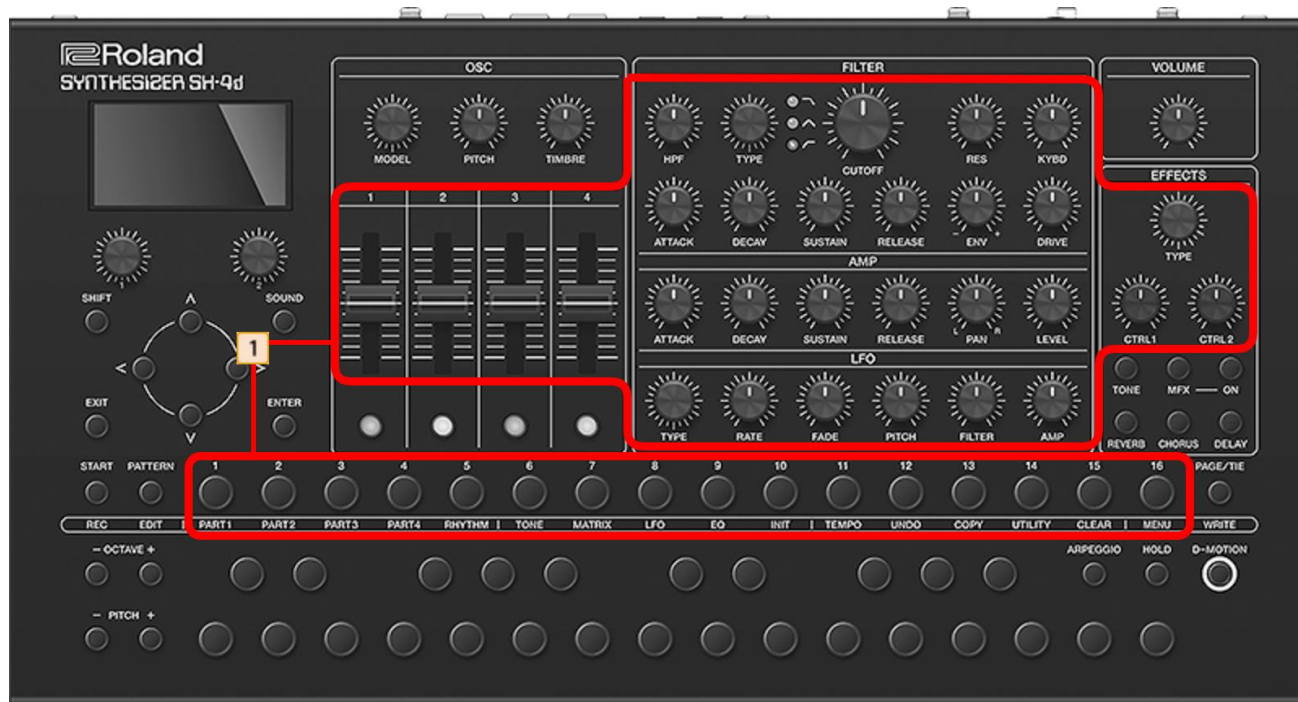 Roland
SYNTHESIZER SH-4d
OSC
FILTER
VOLUME
MODEL PITCH TIMBRE
HPF TYPE CUTOFF RES KYBD
EFFECTS
TYPE
1 2 3 4
ATTACK DECAY SUSTAIN RELEASE − ENV + DRIVE
AMP
1 2
SHIFT SOUND
ATTACK DECAY SUSTAIN RELEASE L PAN R LEVEL
CTRL1 CTRL2
1
LFO
TONE MFX ON
EXIT ENTER
TYPE RATE FADE PITCH FILTER AMP
REVERB CHORUS DELAY
START PATTERN 1 2 3 4 5 6 7 8 9 10 11 12 13 14 15 16 PAGE/TIE
REC EDIT PART1 PART2 PART3 PART4 RHYTHM TONE MATRIX LFO EQ INIT TEMPO UNDO COPY UTILITY CLEAR MENU WRITE
− OCTAVE + ARPEGGIO HOLD D-MOTION
− PITCH +